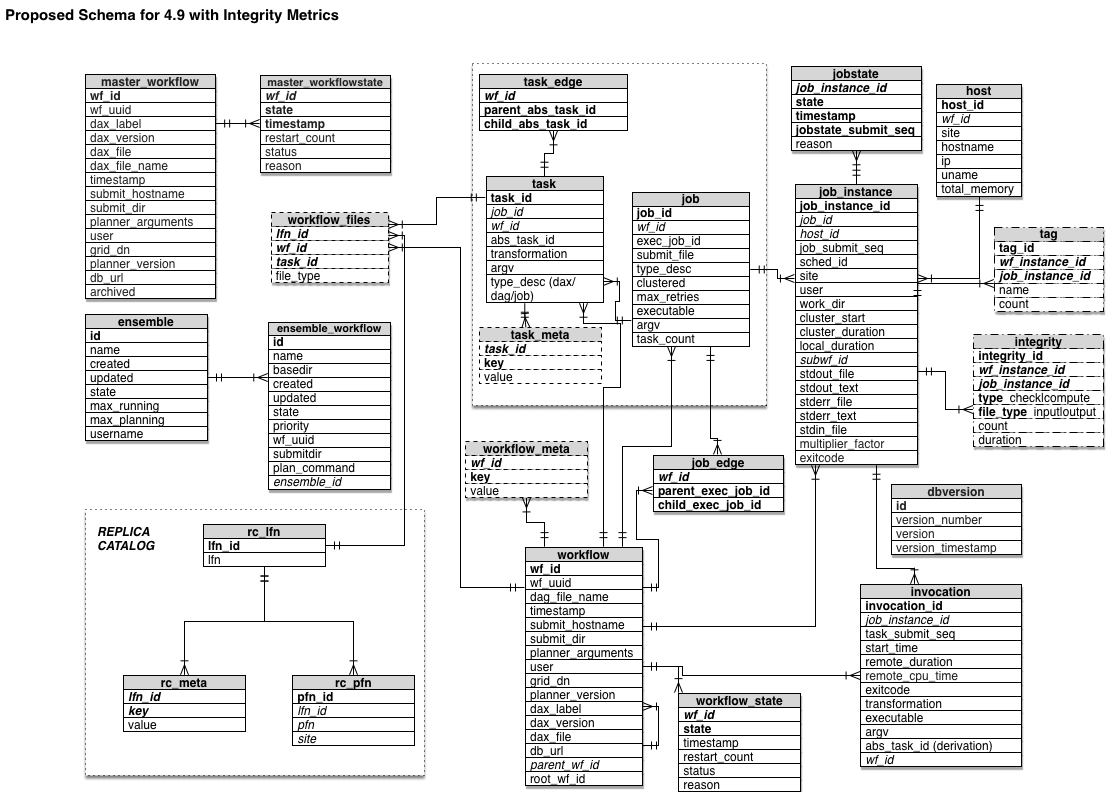 Proposed Schema for 4.9 with Integrity Metrics
master_workflow
wf_id
wf_uuid
dax_label
dax_version
dax_file
dax_file_name
timestamp
submit_hostname
submit_dir
planner_arguments
user
grid_dn
planner_version
db_url
archived
master_workflowstate
wf_id
state
timestamp
restart_count
status
reason
workflow_files
lfn_id
wf_id
task_id
file_type
ensemble
id
name
created
updated
state
max_running
max_planning
username
ensemble_workflow
id
name
basedir
created
updated
state
priority
wf_uuid
submitdir
plan_command
ensemble_id
REPLICA
CATALOG
rc_lfn
lfn_id
lfn
rc_meta
lfn_id
key
value
rc_pfn
pfn_id
lfn_id
pfn
site
task_edge
wf_id
parent_abs_task_id
child_abs_task_id
task
task_id
job_id
wf_id
abs_task_id
transformation
argv
type_desc (dax/
dag/job)
task_meta
task_id
key
value
job
job_id
wf_id
exec_job_id
submit_file
type_desc
clustered
max_retries
executable
argv
task_count
workflow_meta
wf_id
key
value
job_edge
wf_id
parent_exec_job_id
child_exec_job_id
workflow
wf_id
wf_uuid
dag_file_name
timestamp
submit_hostname
submit_dir
planner_arguments
user
grid_dn
planner_version
dax_label
dax_version
dax_file
db_url
parent_wf_id
root_wf_id
workflow_state
wf_id
state
timestamp
restart_count
status
reason
jobstate
job_instance_id
state
timestamp
jobstate_submit_seq
reason
host
host_id
wf_id
site
hostname
ip
uname
total_memory
job_instance
job_instance_id
job_id
host_id
job_submit_seq
sched_id
site
user
work_dir
cluster_start
cluster_duration
local_duration
subwf_id
stdout_file
stdout_text
stderr_file
stderr_text
stdin_file
multiplier_factor
exitcode
tag
tag_id
wf_instance_id
job_instance_id
name
count
integrity
integrity_id
wf_instance_id
job_instance_id
type check|compute
file_type input|output
count
duration
dbversion
id
version_number
version
version_timestamp
invocation
invocation_id
job_instance_id
task_submit_seq
start_time
remote_duration
remote_cpu_time
exitcode
transformation
executable
argv
abs_task_id (derivation)
wf_id